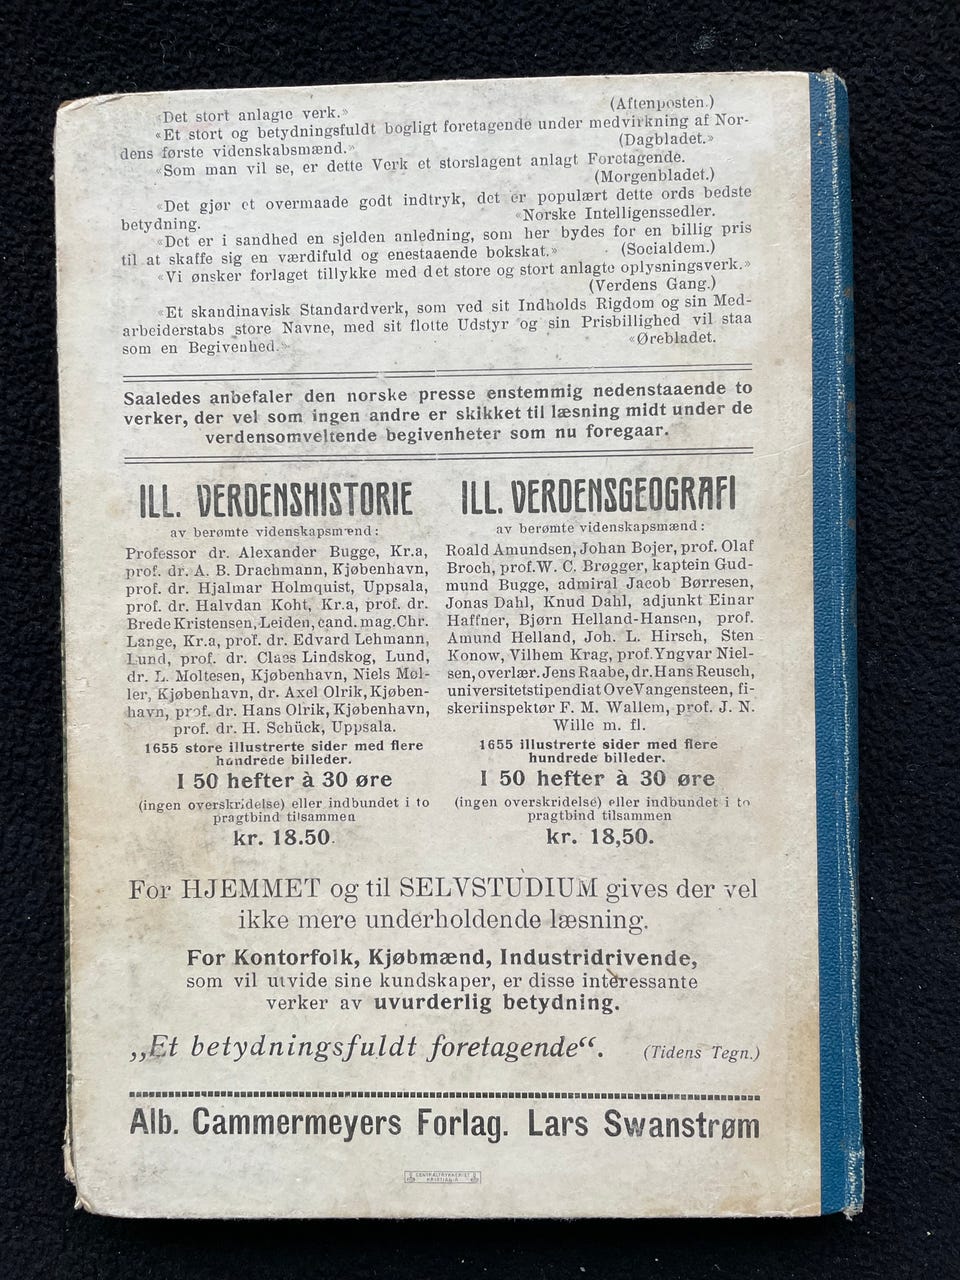 «Det stort anlagte verk.» (Aftenposten.)
«Et stort og betydningsfuldt bogligt foretagende under medvirkning af Nor-
dens første videnskabsmænd.» (Dagbladet.»
«Som man vil se, er dette Verk et storslagent anlagt Foretagende.
(Morgenbladet.)
«Det gjør et overmaade godt indtryk, det er populært dette ords bedste
betydning. «Norske Intelligenssedler.
«Det er i sandhed en sjelden anledning, som her bydes for en billig pris
til at skaffe sig en værdifuld og enestaaende bokskat.» (Socialdem.)
«Vi ønsker forlaget tillykke med det store og stort anlagte oplysningsverk.»
(Verdens Gang.)
«Et skandinavisk Standardverk, som ved sit Indholds Rigdom og sin Med-
arbeiderstabs store Navne, med sit flotte Udstyr og sin Prisbillighed vil staa
som en Begivenhed.» «Ørebladet.
Saaledes anbefaler den norske presse enstemmig nedenstaaende to
verker, der vel som ingen andre er skikket til læsning midt under de
verdensomveltende begivenheter som nu foregaar.
ILL. VERDENSHISTORIE
av berømte videnskapsmænd:
Professor dr. Alexander Bugge, Kr.a,
prof. dr. A. B. Drachmann, Kjøbenhavn,
prof. dr. Hjalmar Holmquist, Uppsala,
prof. dr. Halvdan Koht, Kr.a, prof. dr.
Brede Kristensen, Leiden, cand. mag. Chr.
Lange, Kr.a, prof. dr. Edvard Lehmann,
Lund, prof. dr. Claes Lindskog, Lund,
dr. L. Moltesen, Kjøbenhavn, Niels Møl-
ler, Kjøbenhavn, dr. Axel Olrik, Kjøben-
havn, prof. dr. Hans Olrik, Kjøbenhavn,
prof. dr. H. Schück, Uppsala.
1655 store illustrerte sider med flere
hundrede billeder.
I 50 hefter à 30 øre
(ingen overskridelse) eller indbundet i to
pragtbind tilsammen
kr. 18.50.
ILL. VERDENSGEOGRAFI
av berømte videnskapsmænd:
Roald Amundsen, Johan Bojer, prof. Olaf
Broch, prof. W. C. Brøgger, kaptein Gud-
mund Bugge, admiral Jacob Børresen,
Jonas Dahl, Knud Dahl, adjunkt Einar
Haffner, Bjørn Helland-Hansen, prof.
Amund Helland, Joh. L. Hirsch, Sten
Konow, Vilhem Krag, prof. Yngvar Niel-
sen, overlær. Jens Raabe, dr. Hans Reusch,
universitetstipendiat Ove Vangensteen, fi-
skeriinspektør F. M. Wallem, prof. J. N.
Wille m. fl.
1655 illustrerte sider med flere
hundrede billeder.
I 50 hefter à 30 øre
(ingen overskridelse) eller indbundet i to
pragtbind tilsammen
kr. 18,50.
For HJEMMET og til SELVSTUDIUM gives der vel
ikke mere underholdende læsning.
For Kontorfolk, Kjøbmænd, Industridrivende,
som vil utvide sine kundskaper, er disse interessante
verker av uvurderlig betydning.
„Et betydningsfuldt foretagende“. (Tidens Tegn.)
Alb. Cammermeyers Forlag. Lars Swanstrøm
CENTRALTRYKKERIET
KRISTIANIA